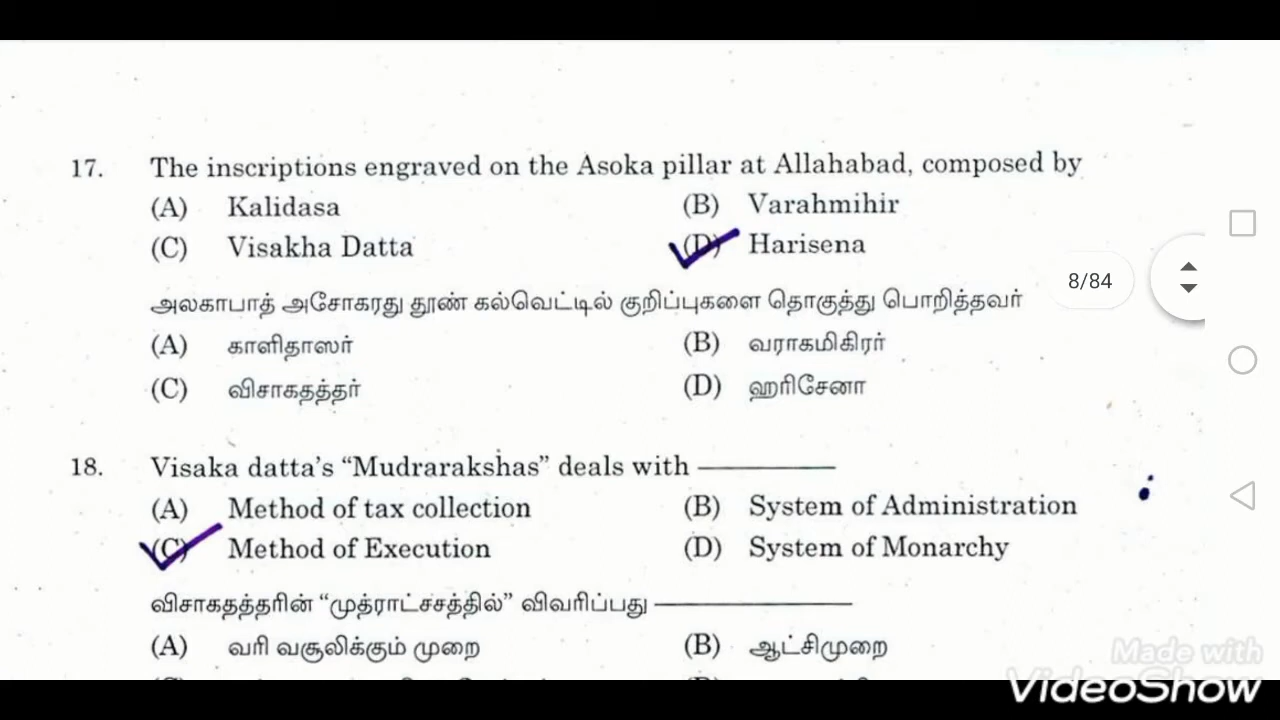 17. The inscriptions engraved on the Asoka pillar at Allahabad, composed by
(A) Kalidasa (B) Varahmihir
(C) Visakha Datta (D) Harisena
அலகாபாத் அசோகரது தூண் கல்வெட்டில் குறிப்புகளை தொகுத்து பொறித்தவர்
(A) காளிதாஸர் (B) வராகமிகிரர்
(C) விசாகதத்தர் (D) ஹரிசேனா
8/84
18. Visaka datta's “Mudrarakshas” deals with ————
(A) Method of tax collection (B) System of Administration
(C) Method of Execution (D) System of Monarchy
விசாகதத்தரின் “முத்ராட்சசத்தில்” விவரிப்பது ————
(A) வரி வசூலிக்கும் முறை (B) ஆட்சிமுறை
Made with
VideoShow